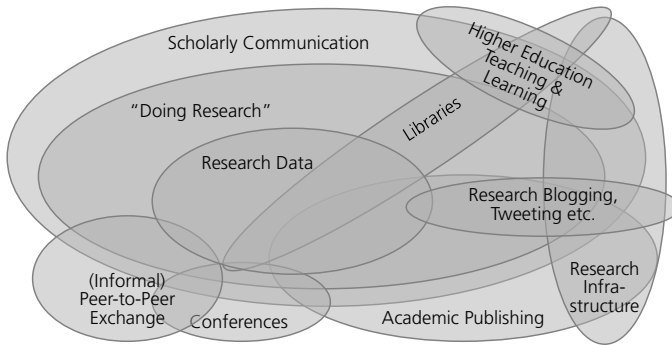 Scholarly Communication
Higher Education
Teaching &
Learning
"Doing Research"
Libraries
Research Data
Research Blogging,
Tweeting etc.
(Informal)
Peer-to-Peer
Exchange
Conferences
Academic Publishing
Research
Infra-
structure